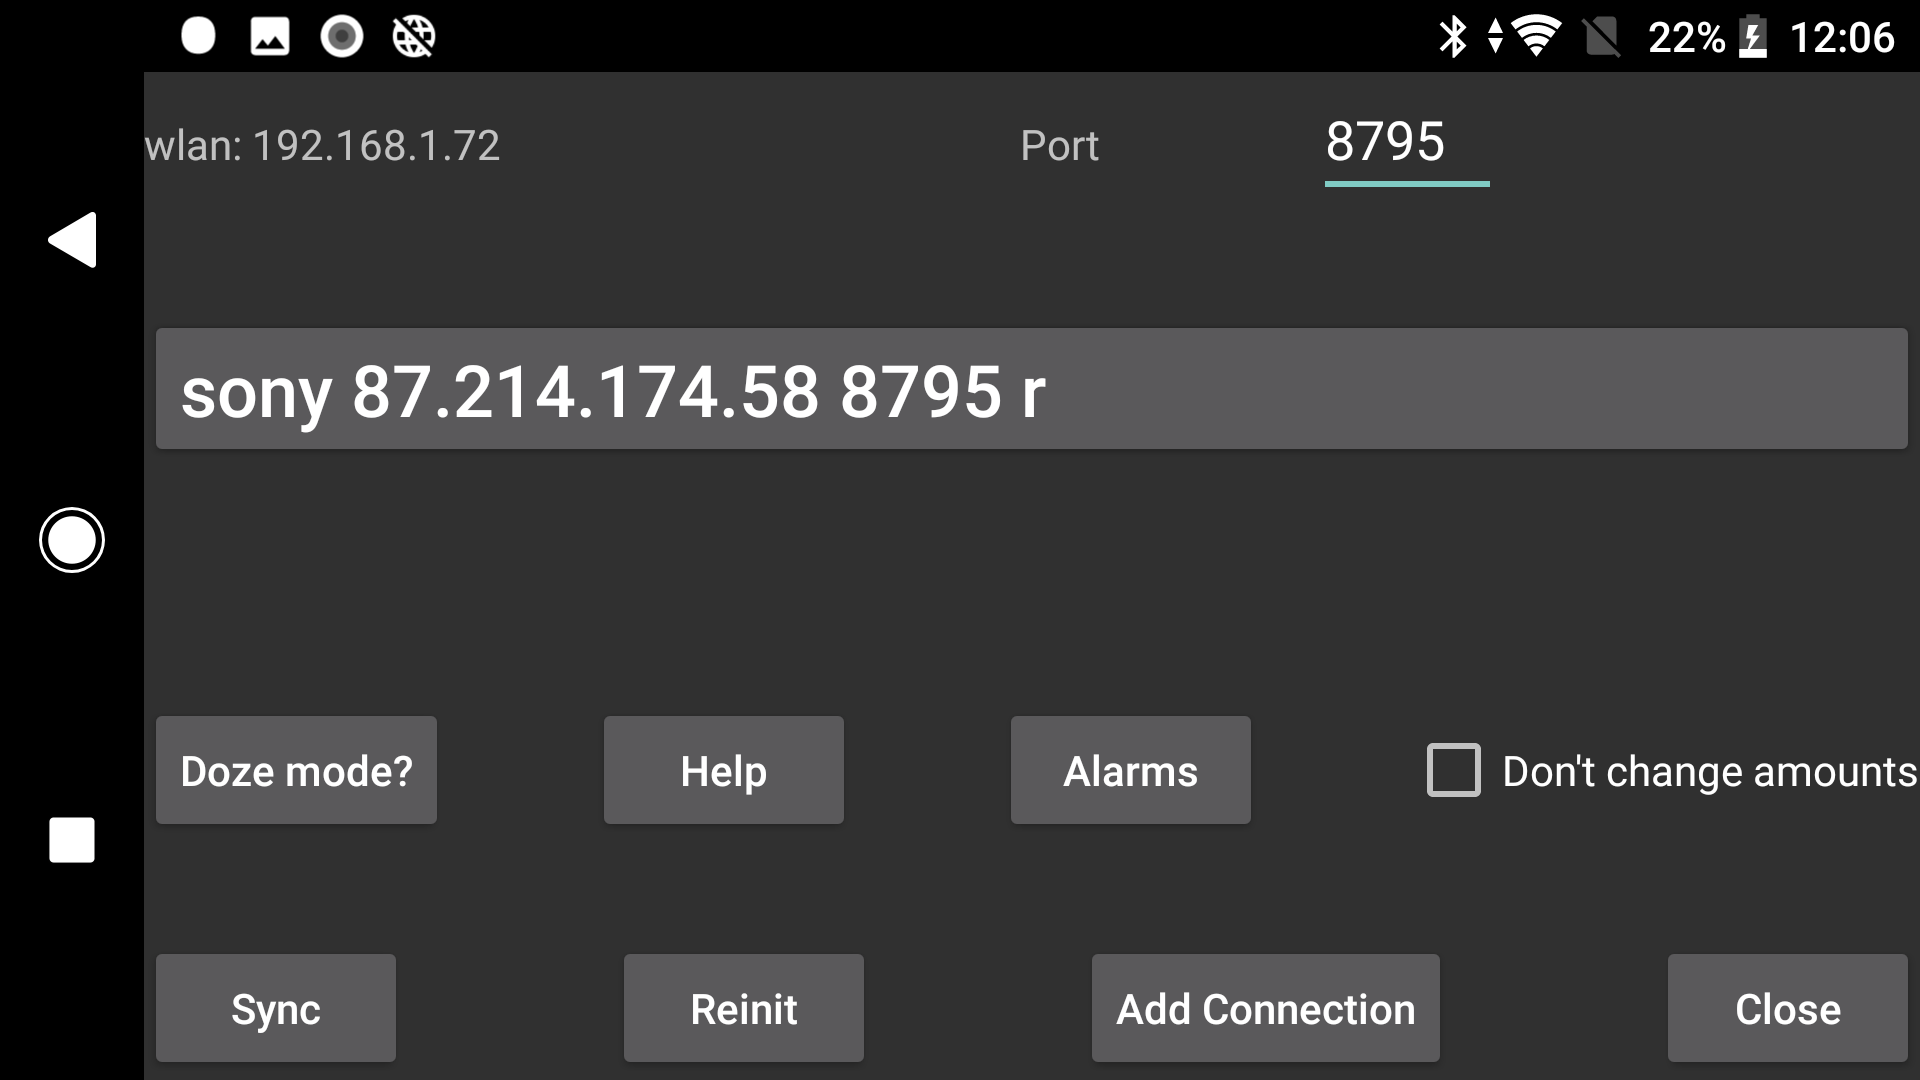 22% 12:06
wlan: 192.168.1.72 Port 8795
sony 87.214.174.58 8795 r
Doze mode? Help Alarms Don't change amounts
Sync Reinit Add Connection Close